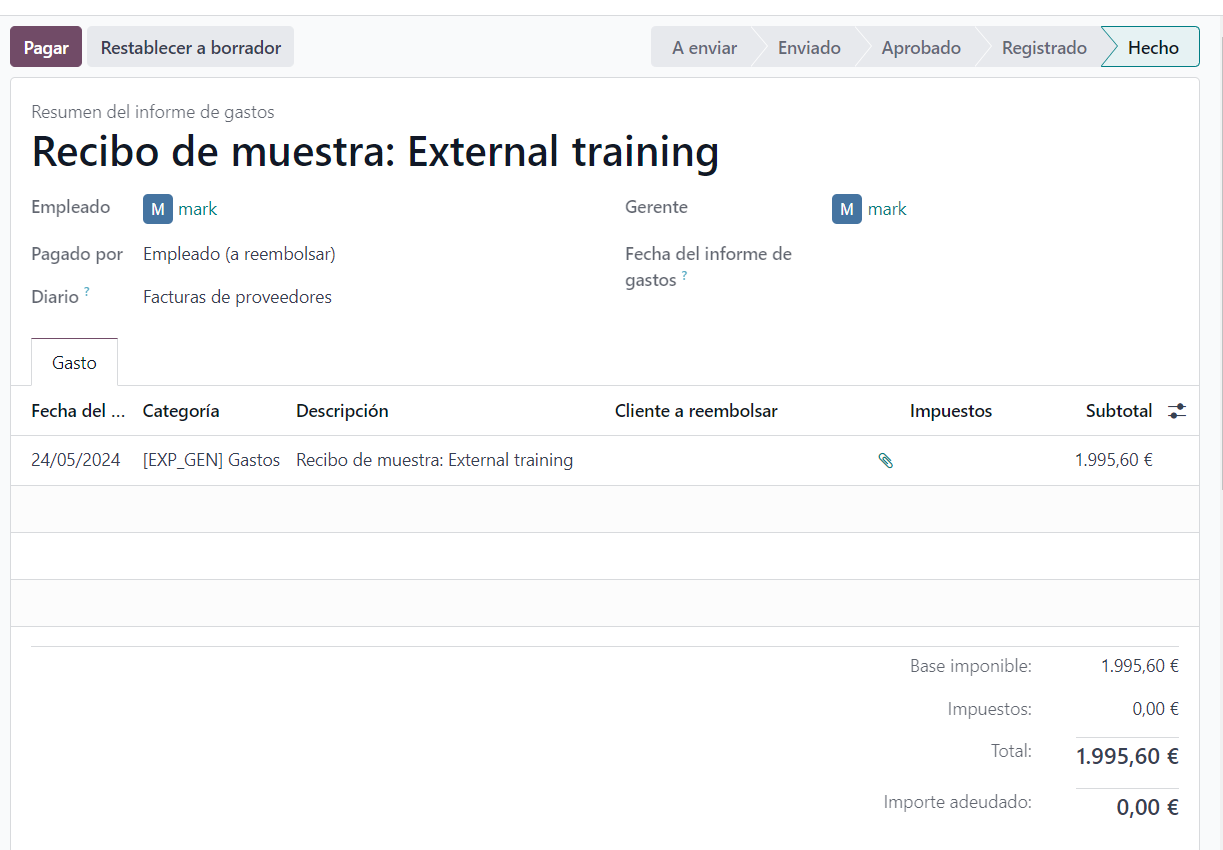 Pagar Restablecer a borrador A enviar Enviado Aprobado Registrado Hecho
Resumen del informe de gastos
Recibo de muestra: External training
Empleado M mark Gerente M mark
Pagado por Empleado (a reembolsar) Fecha del informe de
gastos ?
Diario ? Facturas de proveedores
Gasto
Fecha del ... Categoría Descripción Cliente a reembolsar Impuestos Subtotal
24/05/2024 [EXP_GEN] Gastos Recibo de muestra: External training 1.995,60 €
Base imponible: 1.995,60 €
Impuestos: 0,00 €
Total: 1.995,60 €
Importe adeudado: 0,00 €